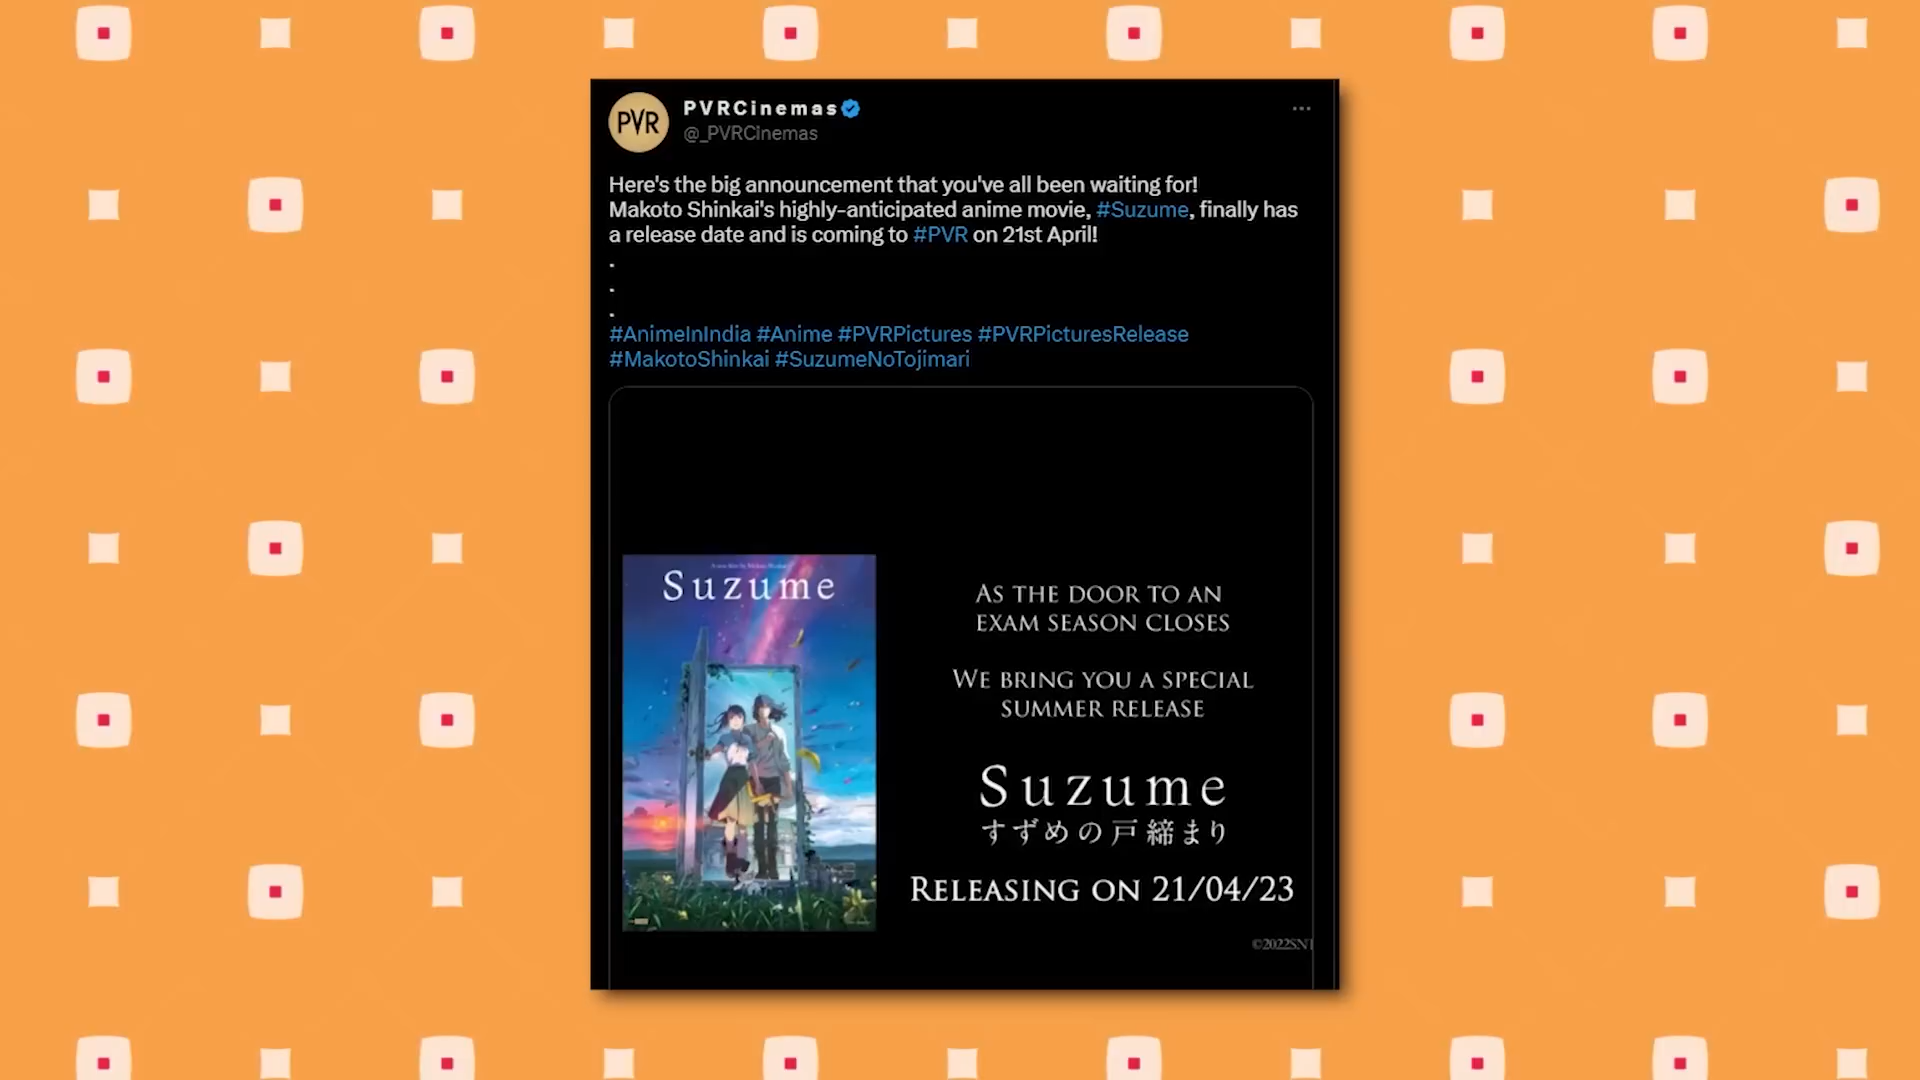 PVR
PVRCinemas
@_PVRCinemas
Here's the big announcement that you've all been waiting for!
Makoto Shinkai's highly-anticipated anime movie, #Suzume, finally has
a release date and is coming to #PVR on 21st April!
.
.
.
#AnimeInIndia #Anime #PVRPictures #PVRPicturesRelease
#MakotoShinkai #SuzumeNoTojimari
Suzume
AS THE DOOR TO AN
EXAM SEASON CLOSES
WE BRING YOU A SPECIAL
SUMMER RELEASE
Suzume
すずめの戸締まり
RELEASING ON 21/04/23